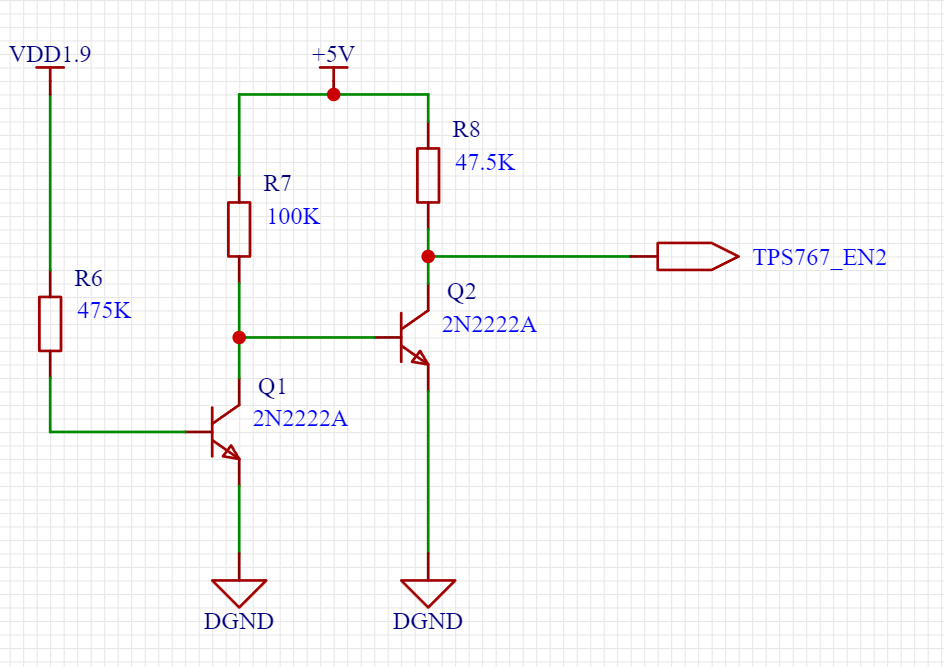 VDD1.9
+5V
R8
47.5K
R7
100K
TPS767_EN2
R6
475K
Q2
2N2222A
Q1
2N2222A
DGND
DGND